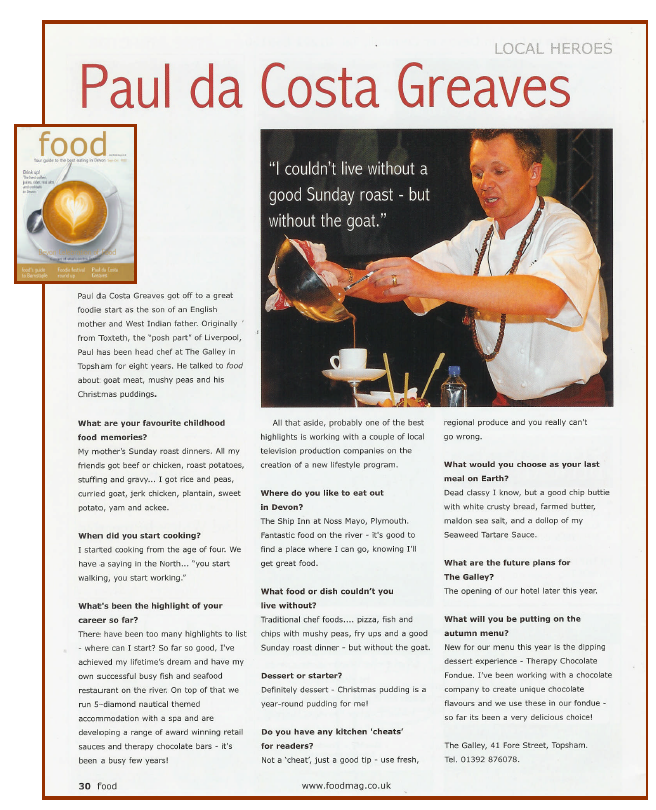 LOCAL HEROES
Paul da Costa Greaves
food
Your guide to the best eating in Devon
Drink up!
food's guide
Foodie festival
round up
Paul da Costa
Greaves
"I couldn't live without a
good Sunday roast - but
without the goat."
Paul da Costa Greaves got off to a great
foodie start as the son of an English
mother and West Indian father. Originally
from Toxteth, the "posh part" of Liverpool,
Paul has been head chef at The Galley in
Topsham for eight years. He talked to food
about goat meat, mushy peas and his
Christmas puddings.
What are your favourite childhood
food memories?
My mother's Sunday roast dinners. All my
friends got beef or chicken, roast potatoes,
stuffing and gravy... I got rice and peas,
curried goat, jerk chicken, plantain, sweet
potato, yam and ackee.
When did you start cooking?
I started cooking from the age of four. We
have a saying in the North... "you start
walking, you start working."
What's been the highlight of your
career so far?
There have been too many highlights to list
- where can I start? So far so good, I've
achieved my lifetime's dream and have my
own successful busy fish and seafood
restaurant on the river. On top of that we
run 5-diamond nautical themed
accommodation with a spa and are
developing a range of award winning retail
sauces and therapy chocolate bars - it's
been a busy few years!
All that aside, probably one of the best
highlights is working with a couple of local
television production companies on the
creation of a new lifestyle program.
Where do you like to eat out
in Devon?
The Ship Inn at Noss Mayo, Plymouth.
Fantastic food on the river - it's good to
find a place where I can go, knowing I'll
get great food.
What food or dish couldn't you
live without?
Traditional chef foods.... pizza, fish and
chips with mushy peas, fry ups and a good
Sunday roast dinner - but without the goat.
Dessert or starter?
Definitely dessert - Christmas pudding is a
year-round pudding for me!
Do you have any kitchen 'cheats'
for readers?
Not a 'cheat', just a good tip - use fresh,
regional produce and you really can't
go wrong.
What would you choose as your last
meal on Earth?
Dead classy I know, but a good chip buttie
with white crusty bread, farmed butter,
maldon sea salt, and a dollop of my
Seaweed Tartare Sauce.
What are the future plans for
The Galley?
The opening of our hotel later this year.
What will you be putting on the
autumn menu?
New for our menu this year is the dipping
dessert experience - Therapy Chocolate
Fondue. I've been working with a chocolate
company to create unique chocolate
flavours and we use these in our fondue -
so far its been a very delicious choice!
The Galley, 41 Fore Street, Topsham.
Tel. 01392 876078.
30 food
www.foodmag.co.uk